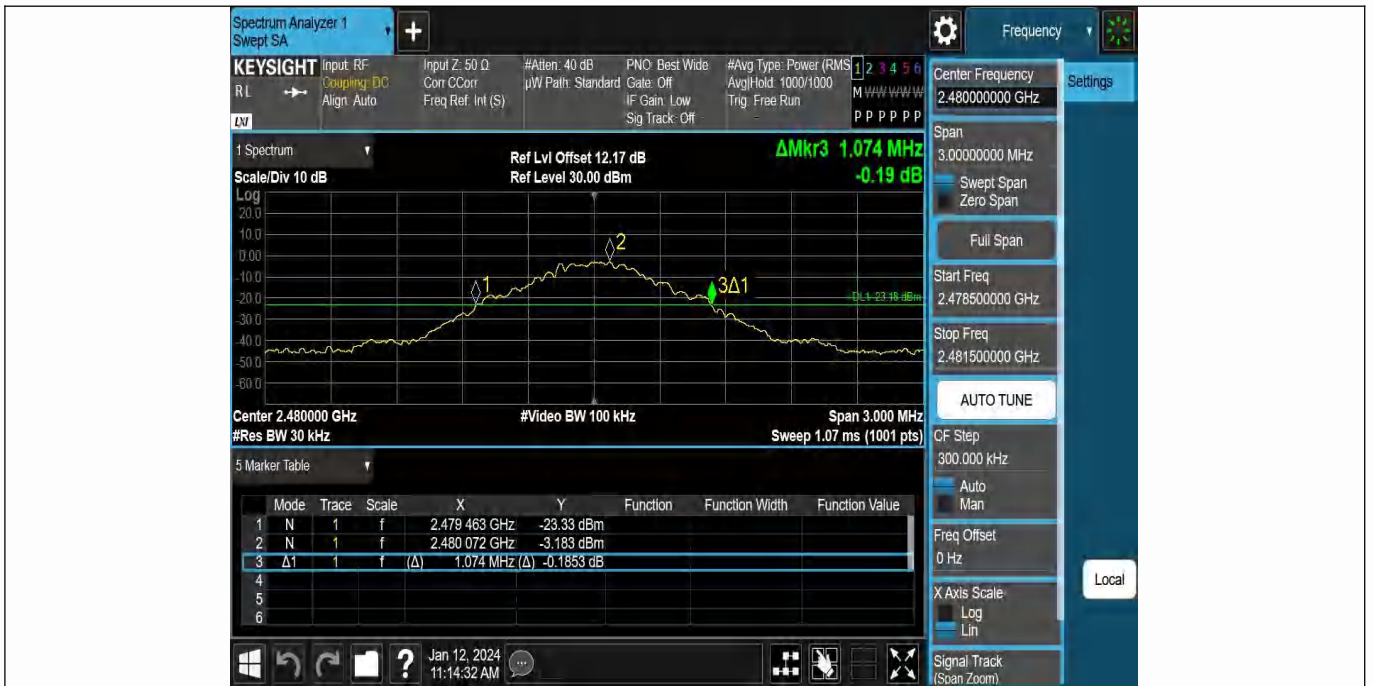 Spectrum Analyzer 1
Swept SA
+
Frequency
KEYSIGHT
RL
LXI
Input: RF
Coupling: DC
Align: Auto
Input Z: 50 Ω
Corr CCorr
Freq Ref: Int (S)
#Atten: 40 dB
µW Path: Standard
PNO: Best Wide
Gate: Off
IF Gain: Low
Sig Track: Off
#Avg Type: Power (RMS
Avg|Hold: 1000/1000
Trig: Free Run
1 2 3 4 5 6
M W W W W W
P P P P P P
1 Spectrum
Scale/Div 10 dB
Ref Lvl Offset 12.17 dB
Ref Level 30.00 dBm
ΔMkr3 1.074 MHz
-0.19 dB
Log
20.0
10.0
0.00
-10.0
-20.0
-30.0
-40.0
-50.0
-60.0
1
2
3Δ1
DL1 -23.18 dBm
Center 2.480000 GHz
#Video BW 100 kHz
Span 3.000 MHz
#Res BW 30 kHz
Sweep 1.07 ms (1001 pts)
5 Marker Table
Mode Trace Scale X Y Function Function Width Function Value
1 N 1 f 2.479 463 GHz -23.33 dBm
2 N 1 f 2.480 072 GHz -3.183 dBm
3 Δ1 1 f (Δ) 1.074 MHz (Δ) -0.1853 dB
4
5
6
Jan 12, 2024
11:14:32 AM
?
Center Frequency
2.480000000 GHz
Settings
Span
3.00000000 MHz
Swept Span
Zero Span
Full Span
Start Freq
2.478500000 GHz
Stop Freq
2.481500000 GHz
AUTO TUNE
CF Step
300.000 kHz
Auto
Man
Freq Offset
0 Hz
X Axis Scale
Log
Lin
Local
Signal Track
(Span Zoom)